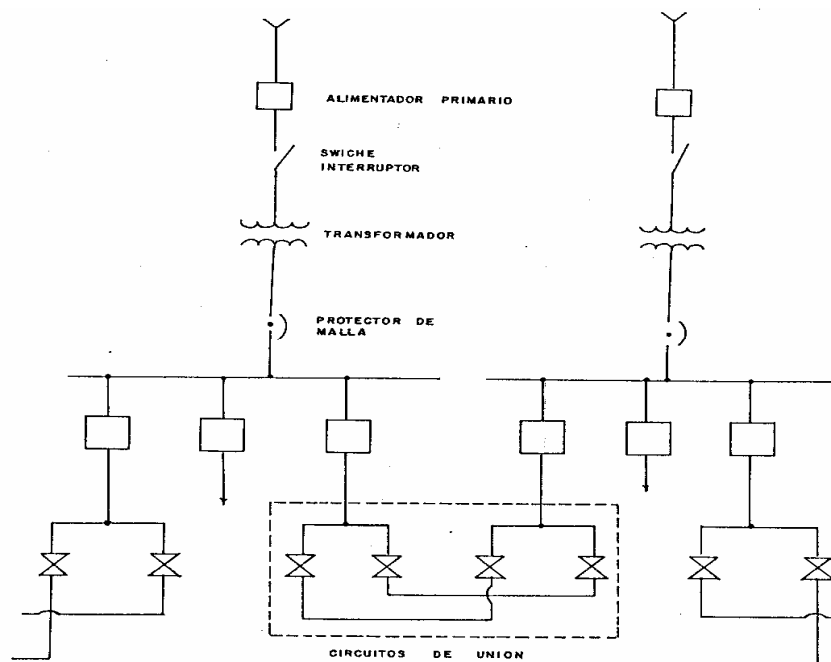 ALIMENTADOR PRIMARIO
SWICHE
INTERRUPTOR
TRANSFORMADOR
PROTECTOR DE
MALLA
CIRCUITOS DE UNION